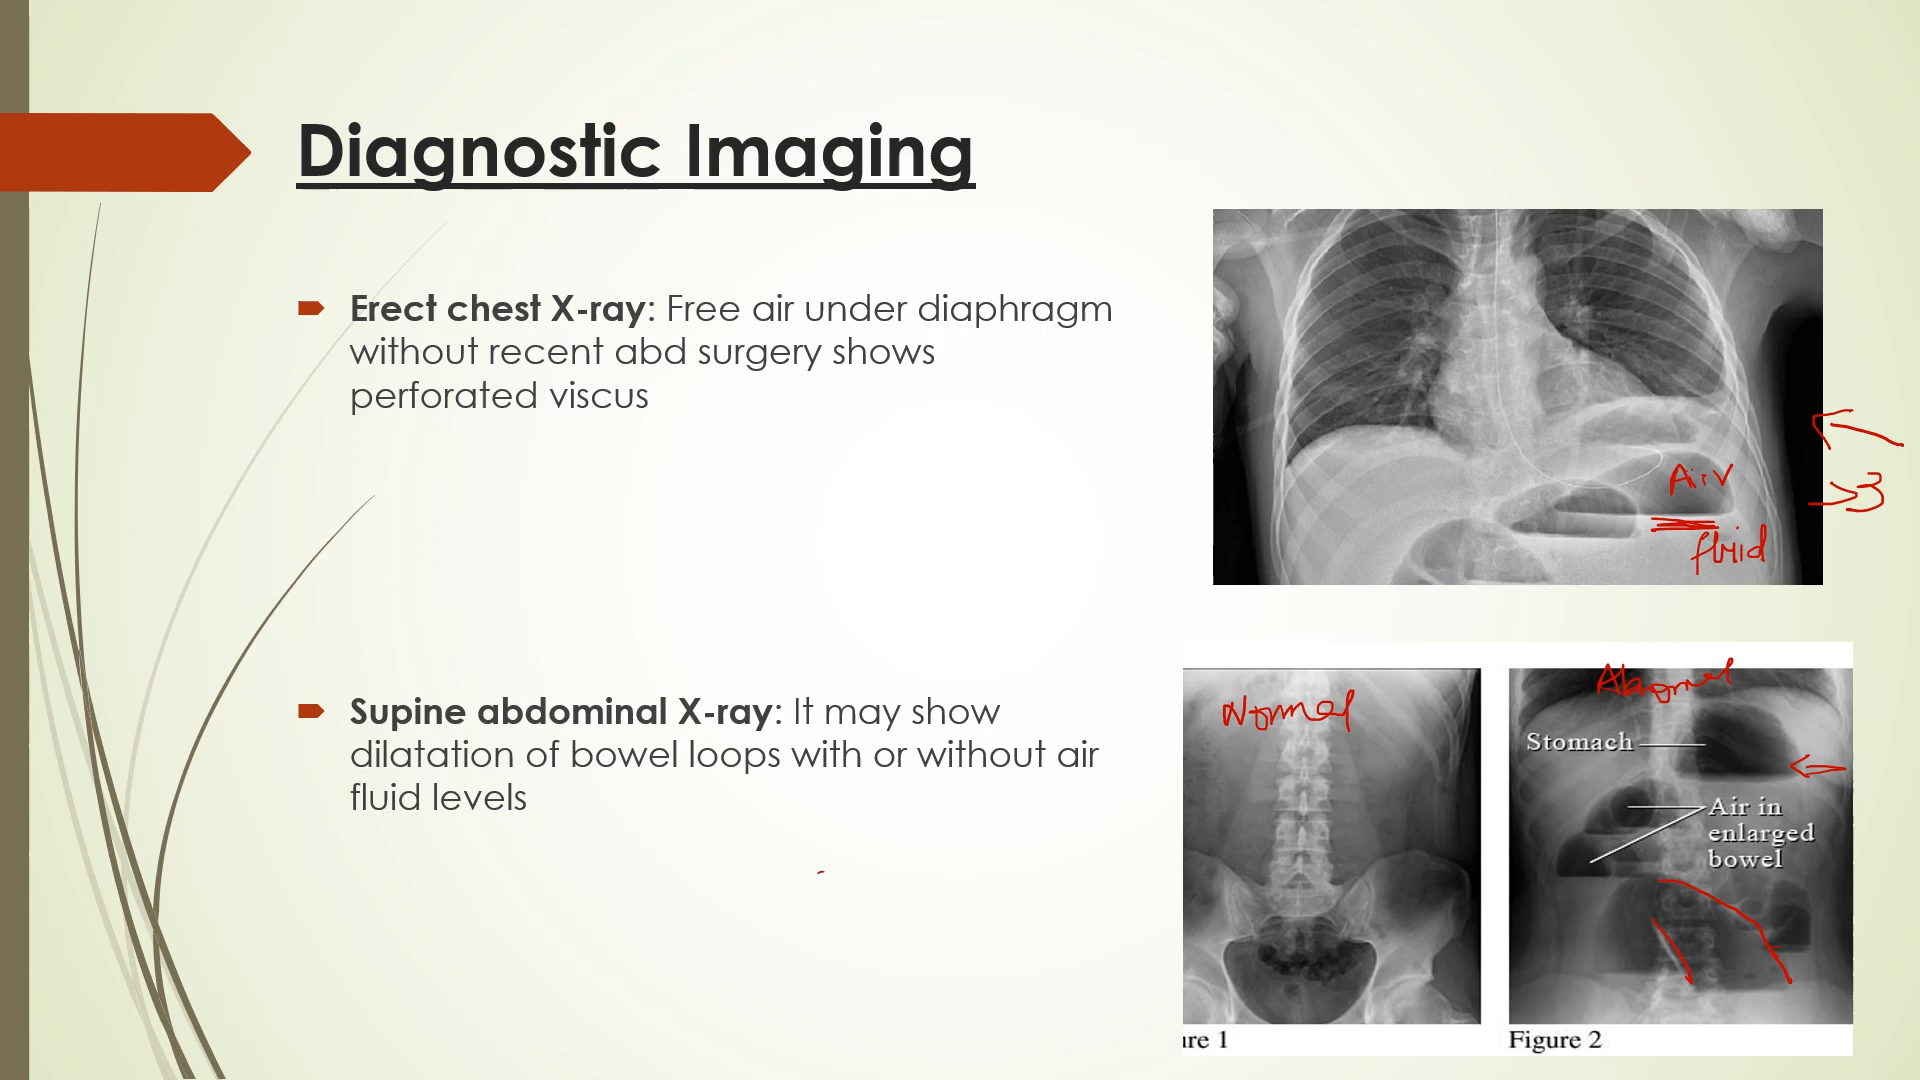 Diagnostic Imaging
Erect chest X-ray: Free air under diaphragm
without recent abd surgery shows
perforated viscus
Air
3
fluid
Supine abdominal X-ray: It may show
dilatation of bowel loops with or without air
fluid levels
Normal
Abnormal
Stomach
Air in
enlarged
bowel
ure 1
Figure 2